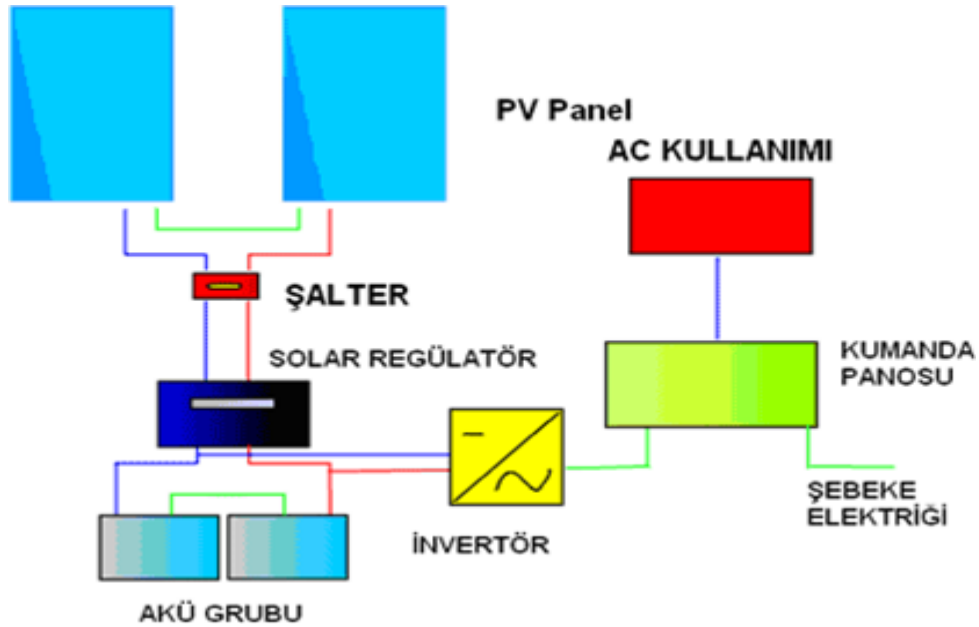 PV Panel
AC KULLANIMI
ŞALTER
SOLAR REGÜLATÖR
KUMANDA
PANOSU
ŞEBEKE
ELEKTRİĞİ
İNVERTÖR
AKÜ GRUBU